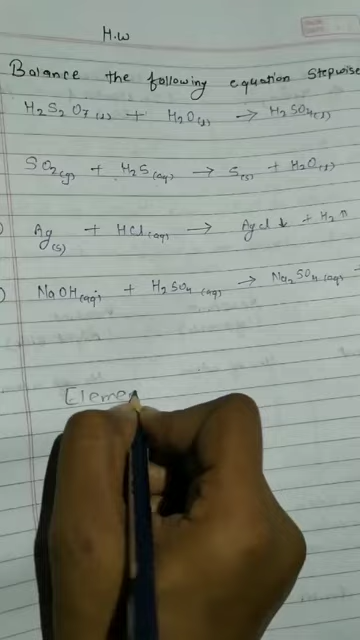 H.W
Balance the following equation Stepwise
H₂S₂O₇(l) + H₂O(l) → H₂SO₄(l)
SO₂(g) + H₂S(aq) → S(s) + H₂O(l)
) Ag(s) + HCl(aq) → AgCl ↓ + H₂ ↑
) NaOH(aq) + H₂SO₄(aq) → Na₂SO₄(aq) +
Eleme